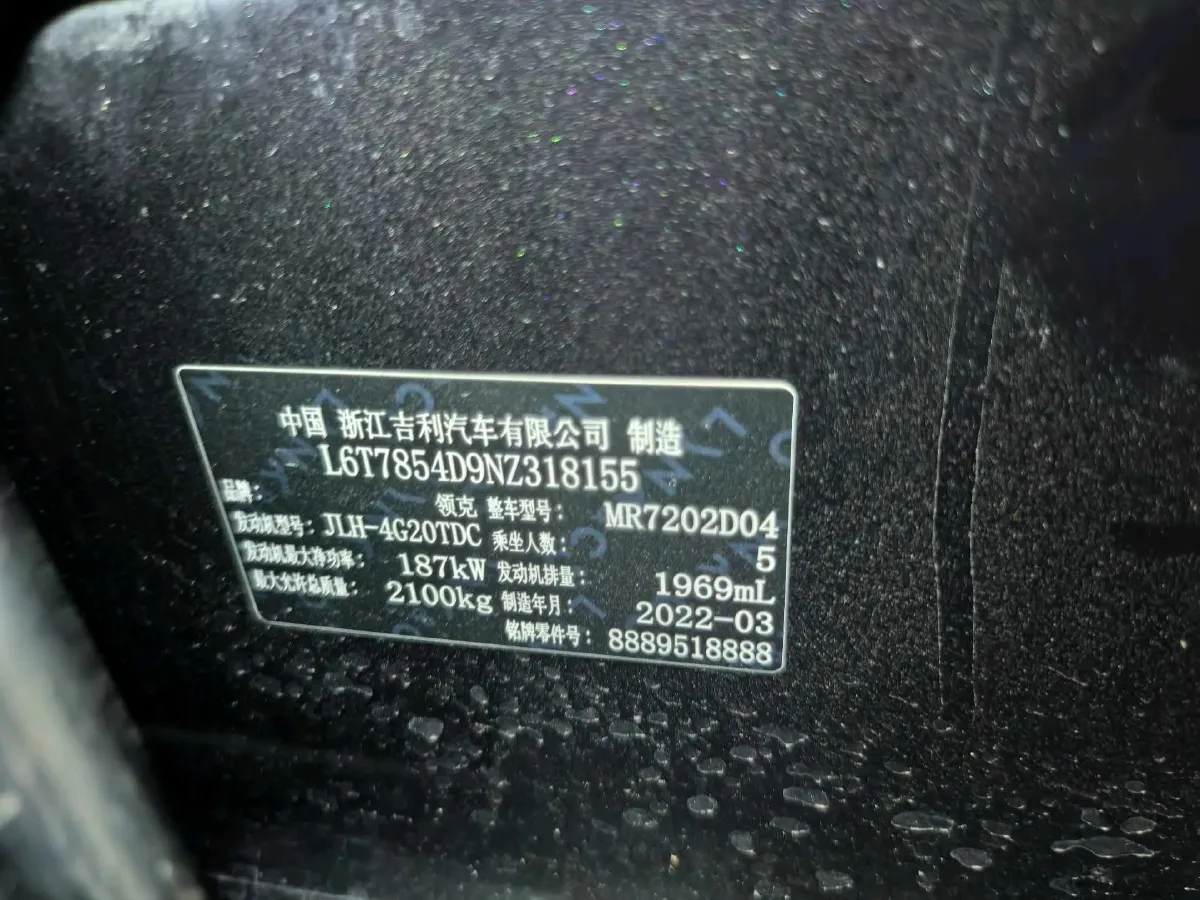 中国 浙江吉利汽车有限公司 制造
L6T7854D9NZ318155
品牌： 领克 整车型号： MR7202D04
发动机型号：JLH-4G20TDC 乘坐人数： 5
发动机最大净功率： 187kW 发动机排量： 1969mL
最大允许总质量： 2100kg 制造年月： 2022-03
铭牌零件号： 8889518888